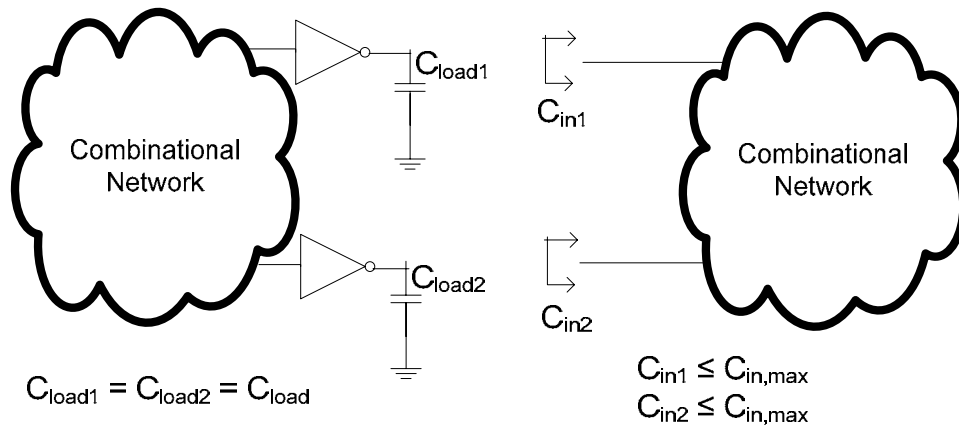 Combinational
Network
C_load1
C_load2
C_load1 = C_load2 = C_load
C_in1
C_in2
Combinational
Network
C_in1 ≤ C_in,max
C_in2 ≤ C_in,max